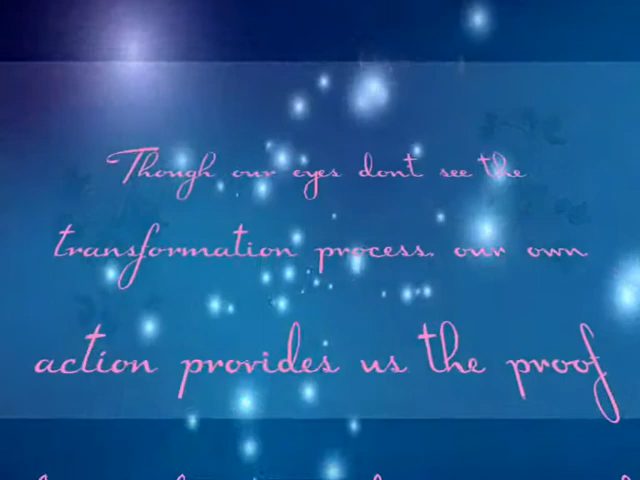 Though our eyes dont see the
transformation process. our own
action provides us the proof